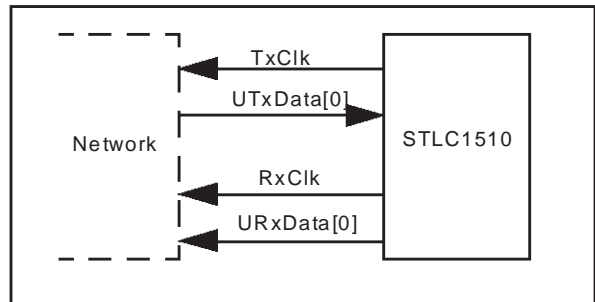 TxClk
UTxData[0]
Network
STLC1510
RxClk
URxData[0]